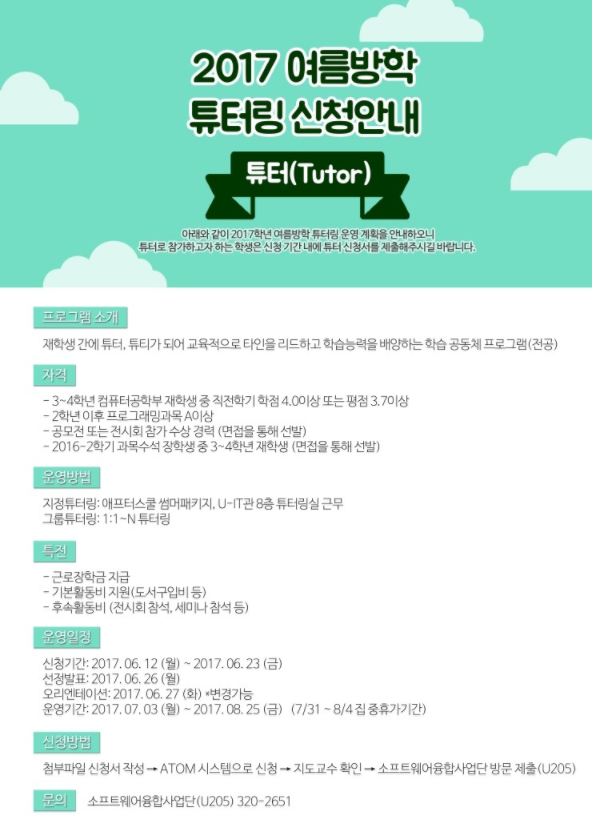 2017 여름방학
튜터링 신청안내
튜터(Tutor)
아래와 같이 2017학년 여름방학 튜터링 운영 계획을 안내하오니
튜터로 참가하고자 하는 학생은 신청 기간 내에 튜터 신청서를 제출해주시길 바랍니다.
프로그램 소개
재학생 간에 튜터, 튜티가 되어 교육적으로 타인을 리드하고 학습능력을 배양하는 학습 공동체 프로그램(전공)
자격
- 3~4학년 컴퓨터공학부 재학생 중 직전학기 학점 4.0이상 또는 평점 3.7이상
- 2학년 이후 프로그래밍과목 A이상
- 공모전 또는 전시회 참가 수상 경력 (면접을 통해 선발)
- 2016-2학기 과목수석 장학생 중 3~4학년 재학생 (면접을 통해 선발)
운영방법
지정튜터링: 애프터스쿨 썸머패키지, U-IT관 8층 튜터링실 근무
그룹튜터링: 1:1~N 튜터링
특전
- 근로장학금 지급
- 기본활동비 지원(도서구입비 등)
- 후속활동비 (전시회 참석, 세미나 참석 등)
운영일정
신청기간: 2017. 06. 12 (월) ~ 2017. 06. 23 (금)
선정발표: 2017. 06. 26 (월)
오리엔테이션: 2017. 06. 27 (화) *변경가능
운영기간: 2017. 07. 03 (월) ~ 2017. 08. 25 (금) (7/31 ~ 8/4 집중휴가기간)
신청방법
첨부파일 신청서 작성 → ATOM 시스템으로 신청 → 지도교수 확인 → 소프트웨어융합사업단 방문 제출(U205)
문의 소프트웨어융합사업단(U205) 320-2651